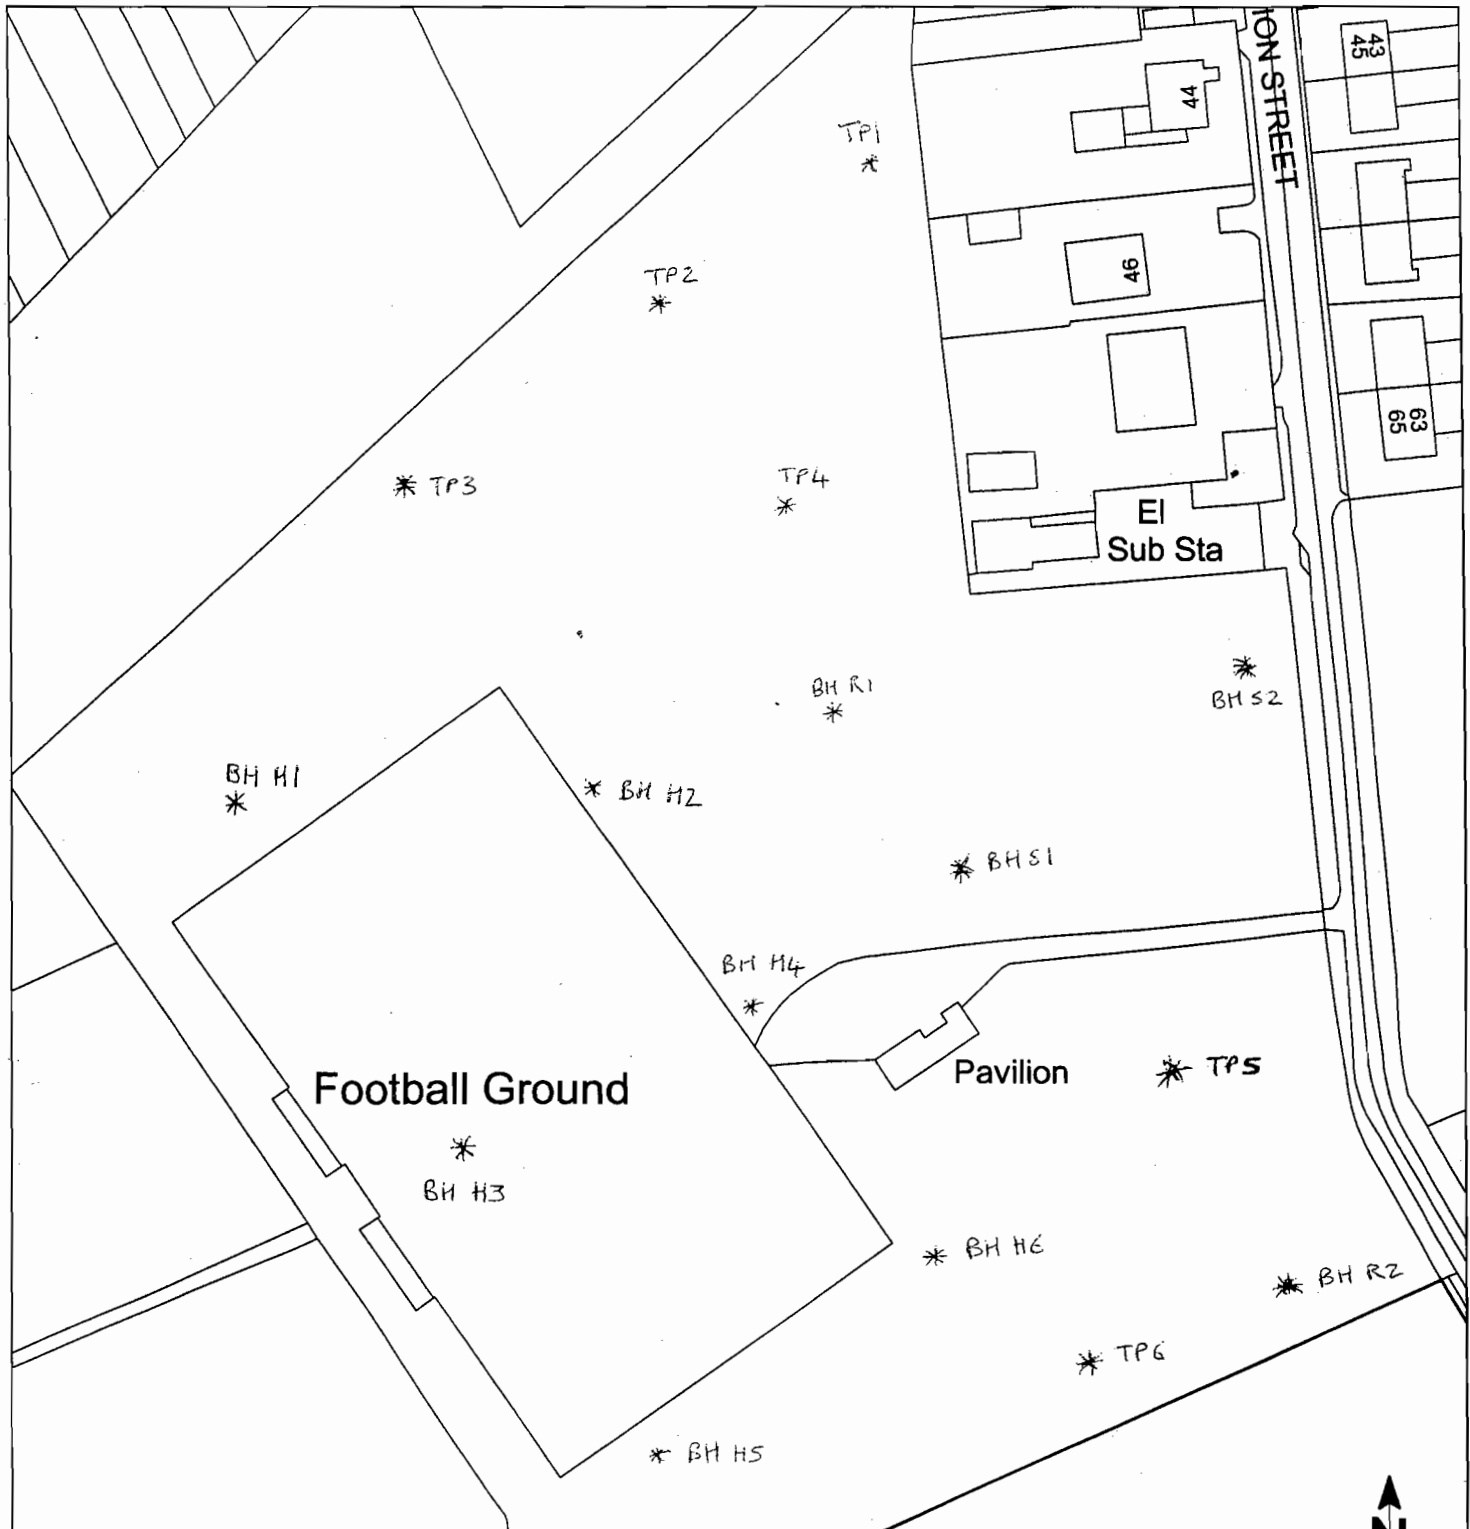 ION STREET
43
45
44
TP1
46
TP2
63
65
TP3
TP4
El
Sub Sta
BH R1
BH S2
BH H1
BH H2
BH S1
BH H4
Pavilion
TP5
Football Ground
BH H3
BH H6
BH R2
TP6
BH H5
N